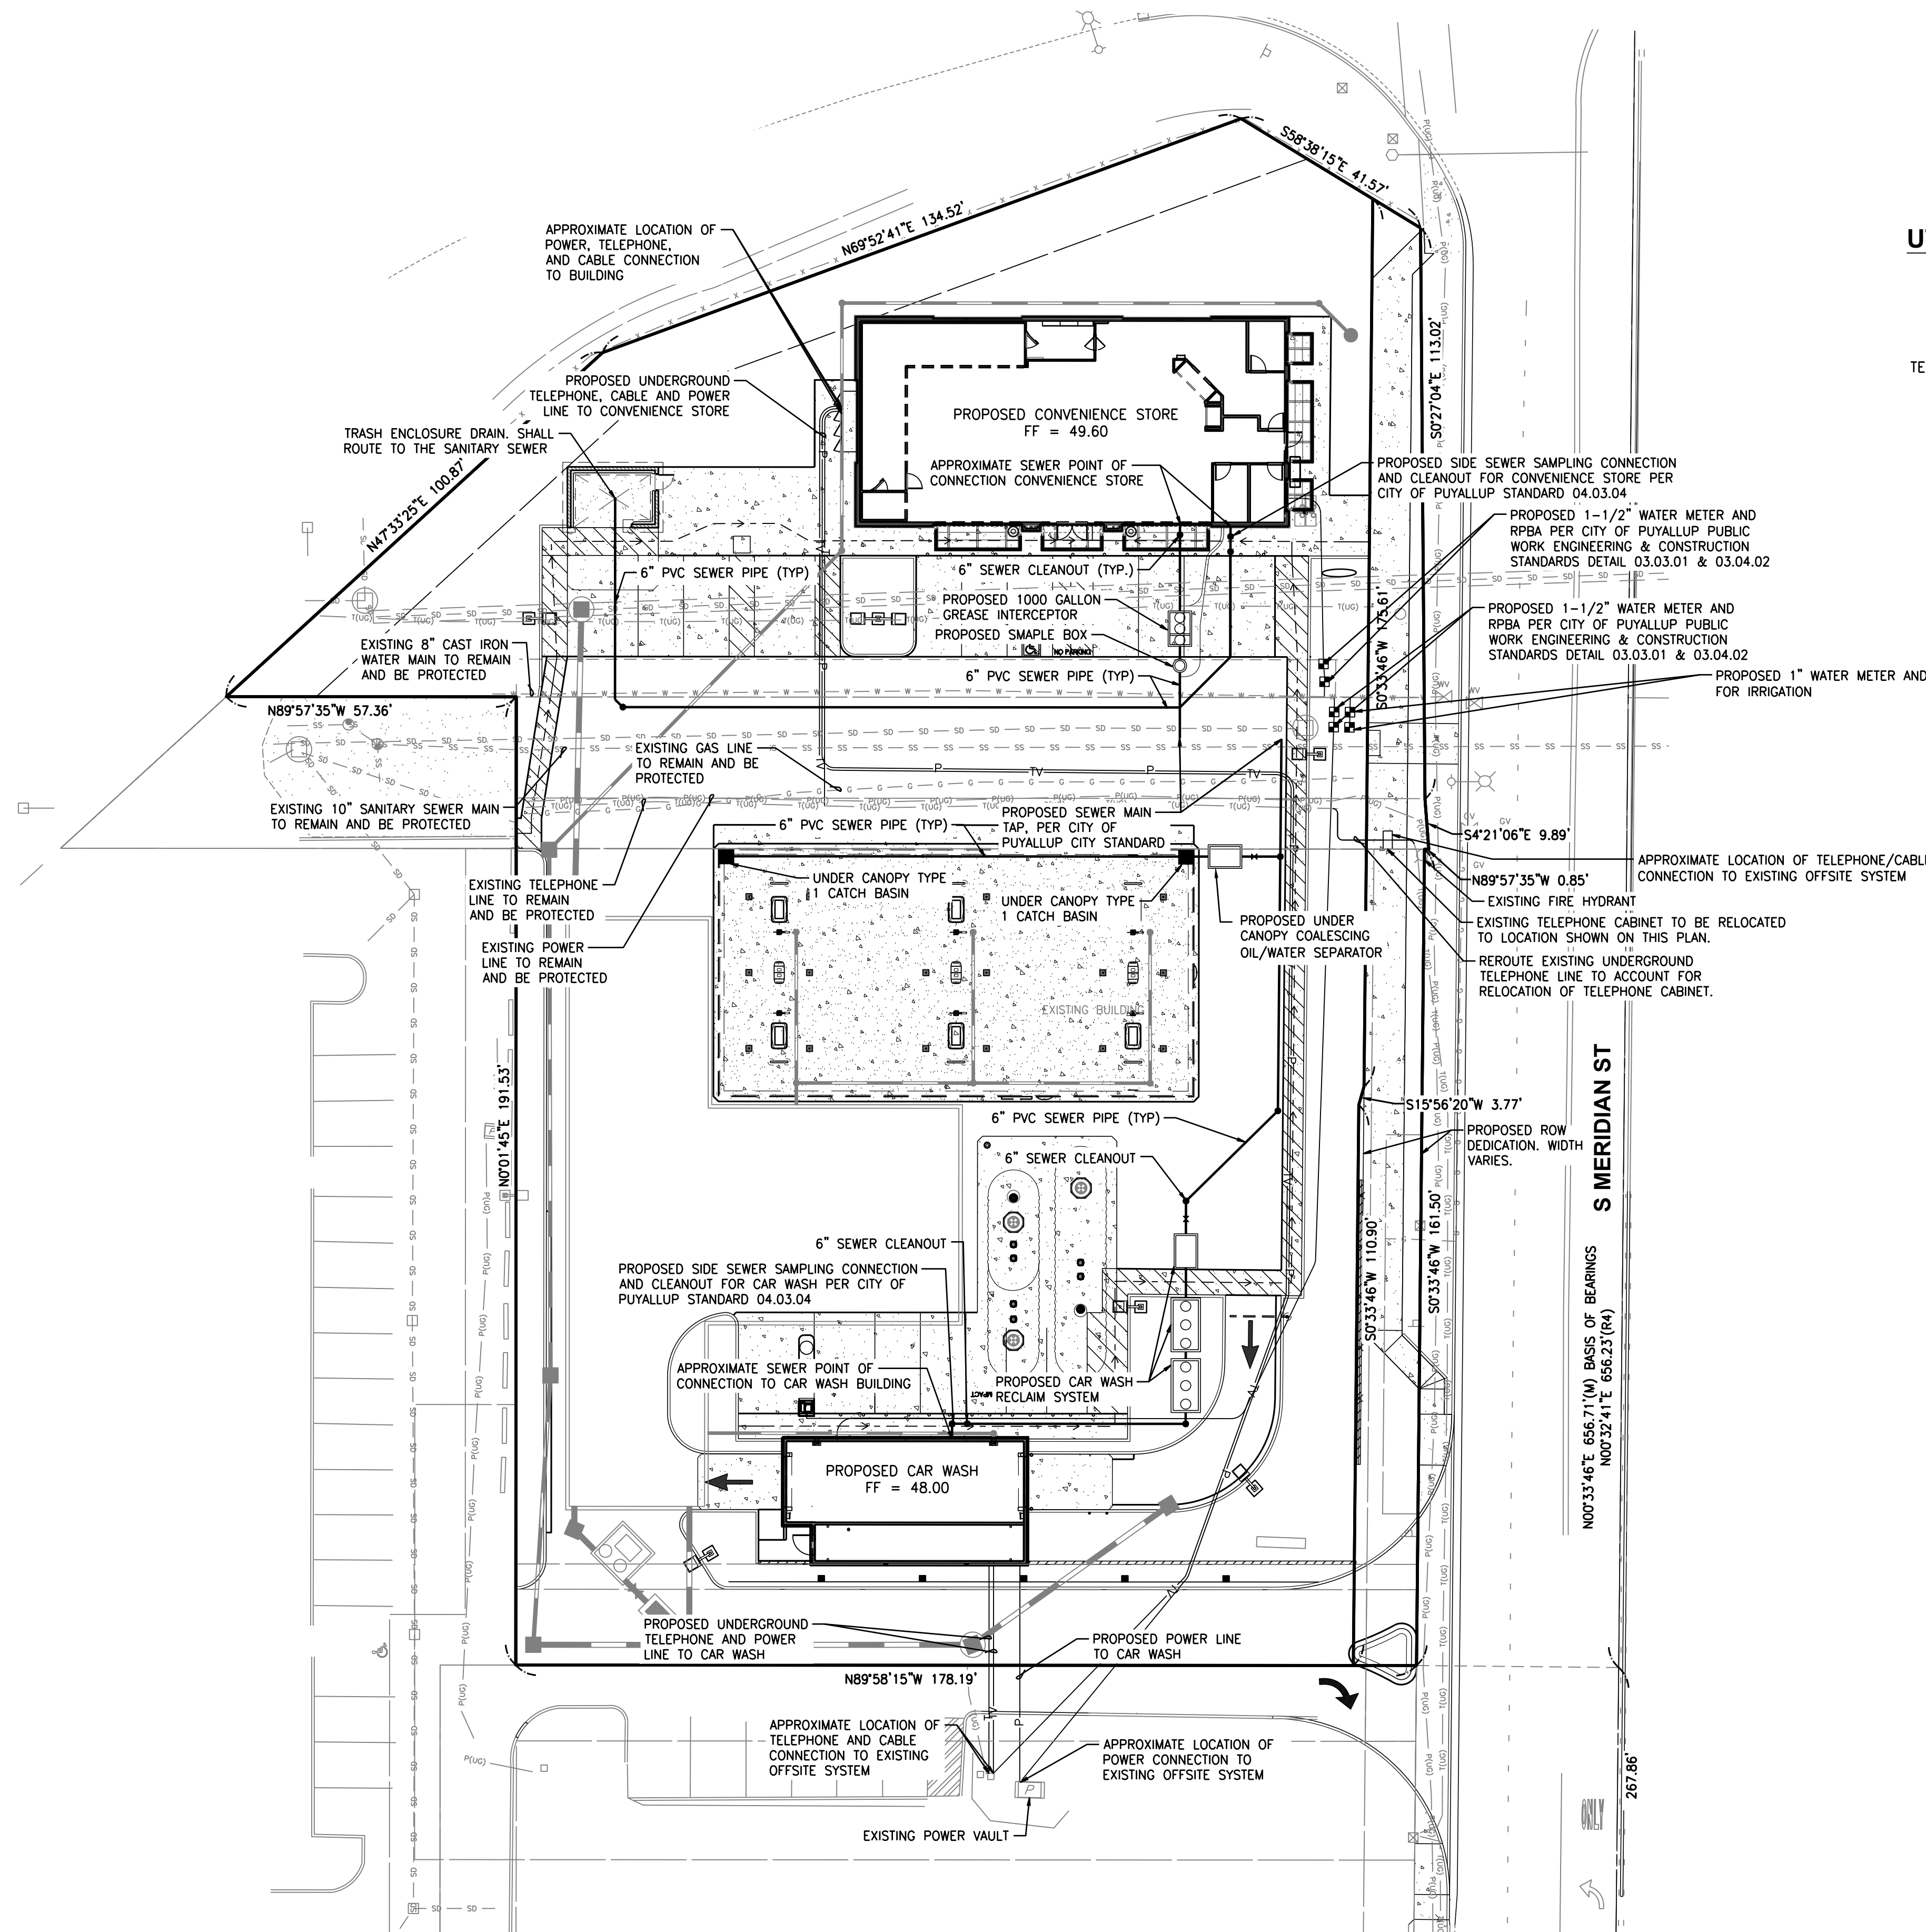 S58°38'15"E 41.57'
N69°52'41"E 134.52'
APPROXIMATE LOCATION OF
POWER, TELEPHONE,
AND CABLE CONNECTION
TO BUILDING
S0°27'04"E 113.02'
PROPOSED UNDERGROUND
TELEPHONE, CABLE AND POWER
LINE TO CONVENIENCE STORE
TRASH ENCLOSURE DRAIN. SHALL
ROUTE TO THE SANITARY SEWER
N47°33'25"E 100.87'
PROPOSED CONVENIENCE STORE
FF = 49.60
APPROXIMATE SEWER POINT OF
CONNECTION CONVENIENCE STORE
PROPOSED SIDE SEWER SAMPLING CONNECTION
AND CLEANOUT FOR CONVENIENCE STORE PER
CITY OF PUYALLUP STANDARD 04.03.04
PROPOSED 1-1/2" WATER METER AND
RPBA PER CITY OF PUYALLUP PUBLIC
WORK ENGINEERING & CONSTRUCTION
STANDARDS DETAIL 03.03.01 & 03.04.02
6" PVC SEWER PIPE (TYP)
6" SEWER CLEANOUT (TYP.)
PROPOSED 1000 GALLON
GREASE INTERCEPTOR
PROPOSED SMAPLE BOX
NO PARKING
6" PVC SEWER PIPE (TYP)
S0°33'46"W 175.61'
PROPOSED 1-1/2" WATER METER AND
RPBA PER CITY OF PUYALLUP PUBLIC
WORK ENGINEERING & CONSTRUCTION
STANDARDS DETAIL 03.03.01 & 03.04.02
PROPOSED 1" WATER METER AND
FOR IRRIGATION
EXISTING 8" CAST IRON
WATER MAIN TO REMAIN
AND BE PROTECTED
N89°57'35"W 57.36'
EXISTING GAS LINE
TO REMAIN AND BE
PROTECTED
EXISTING 10" SANITARY SEWER MAIN
TO REMAIN AND BE PROTECTED
6" PVC SEWER PIPE (TYP)
PROPOSED SEWER MAIN
TAP, PER CITY OF
PUYALLUP CITY STANDARD
S4°21'06"E 9.89'
APPROXIMATE LOCATION OF TELEPHONE/CABL
CONNECTION TO EXISTING OFFSITE SYSTEM
N89°57'35"W 0.85'
EXISTING FIRE HYDRANT
EXISTING TELEPHONE CABINET TO BE RELOCATED
TO LOCATION SHOWN ON THIS PLAN.
REROUTE EXISTING UNDERGROUND
TELEPHONE LINE TO ACCOUNT FOR
RELOCATION OF TELEPHONE CABINET.
EXISTING TELEPHONE
LINE TO REMAIN
AND BE PROTECTED
EXISTING POWER
LINE TO REMAIN
AND BE PROTECTED
UNDER CANOPY TYPE
1 CATCH BASIN
UNDER CANOPY TYPE
1 CATCH BASIN
PROPOSED UNDER
CANOPY COALESCING
OIL/WATER SEPARATOR
EXISTING BUILDING
N0°01'45"E 191.53'
6" PVC SEWER PIPE (TYP)
S15°56'20"W 3.77'
PROPOSED ROW
DEDICATION. WIDTH
VARIES.
S MERIDIAN ST
6" SEWER CLEANOUT
6" SEWER CLEANOUT
PROPOSED SIDE SEWER SAMPLING CONNECTION
AND CLEANOUT FOR CAR WASH PER CITY OF
PUYALLUP STANDARD 04.03.04
S0°33'46"W 110.90'
S0°33'46"W 161.50'
N00°33'46"E 656.71'(M) BASIS OF BEARINGS
N00°32'41"E 656.23'(R4)
APPROXIMATE SEWER POINT OF
CONNECTION TO CAR WASH BUILDING
PROPOSED CAR WASH
RECLAIM SYSTEM
PROPOSED CAR WASH
FF = 48.00
PROPOSED UNDERGROUND
TELEPHONE AND POWER
LINE TO CAR WASH
PROPOSED POWER LINE
TO CAR WASH
N89°58'15"W 178.19'
APPROXIMATE LOCATION OF
TELEPHONE AND CABLE
CONNECTION TO EXISTING
OFFSITE SYSTEM
APPROXIMATE LOCATION OF
POWER CONNECTION TO
EXISTING OFFSITE SYSTEM
EXISTING POWER VAULT
267.86'
ONLY